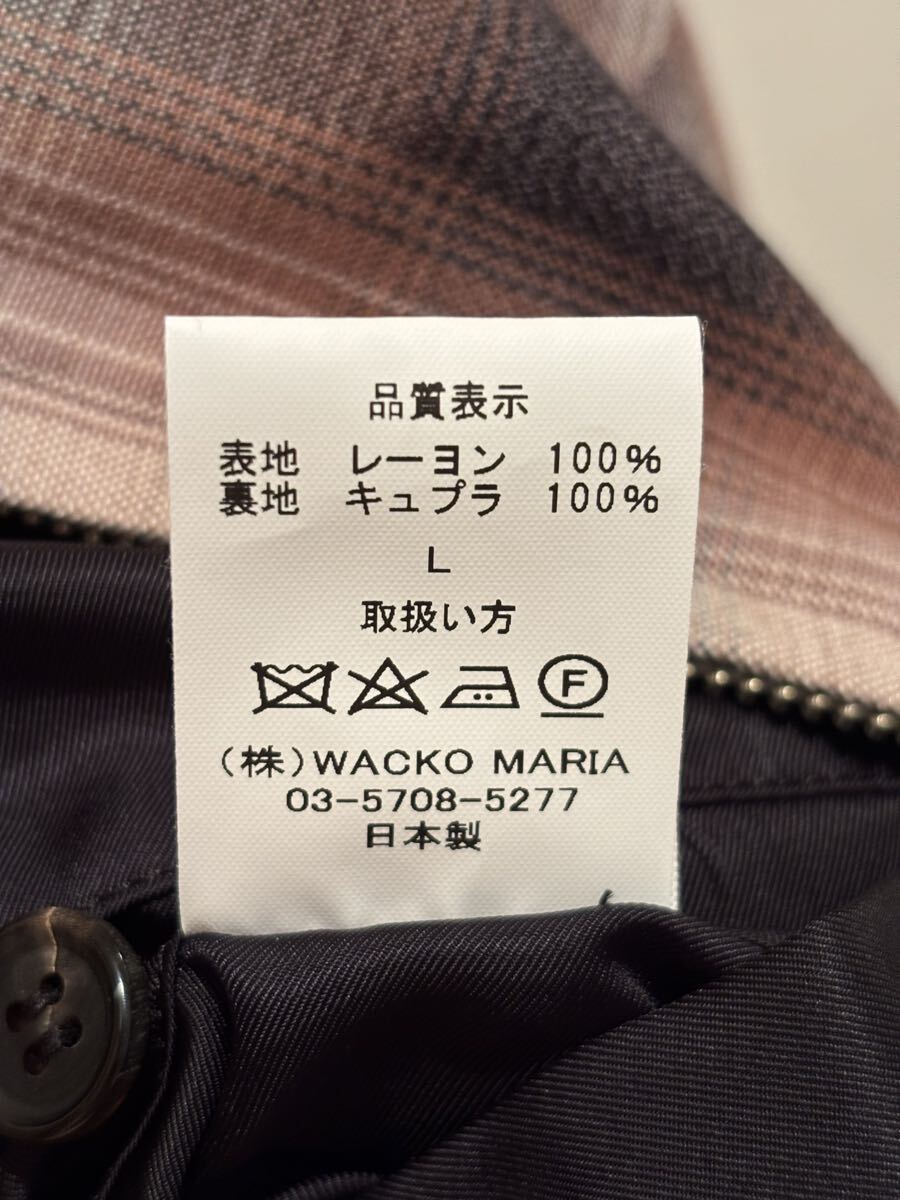 品質表示
表地 レーヨン 100%
裏地 キュプラ 100%
L
取扱い方
F
(株)WACKO MARIA
03-5708-5277
日本製